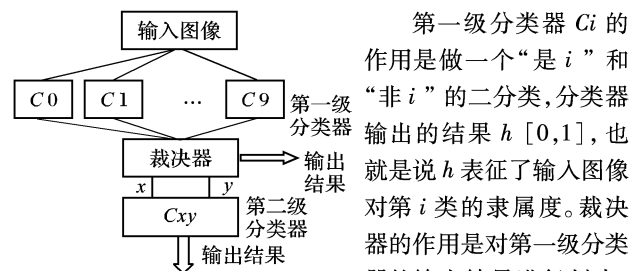 输入图像
C0 C1 … C9
第一级
分类器
裁决器
输出
结果
x y
Cxy
第二级
分类器
输出结果
第一级分类器 Ci 的
作用是做一个“是 i ”和
“非 i ”的二分类,分类器
输出的结果 h [0,1],也
就是说 h 表征了输入图像
对第 i 类的隶属度。裁决
器的作用是对第一级分类